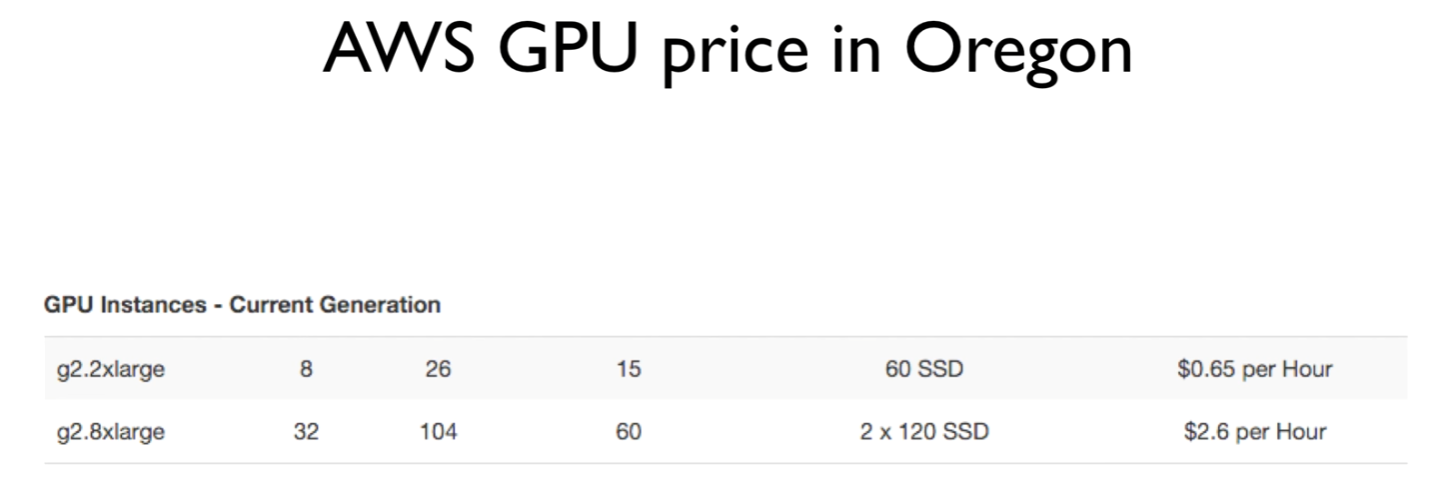 AWS GPU price in Oregon
GPU Instances - Current Generation
g2.2xlarge 8 26 15 60 SSD $0.65 per Hour
g2.8xlarge 32 104 60 2 x 120 SSD $2.6 per Hour